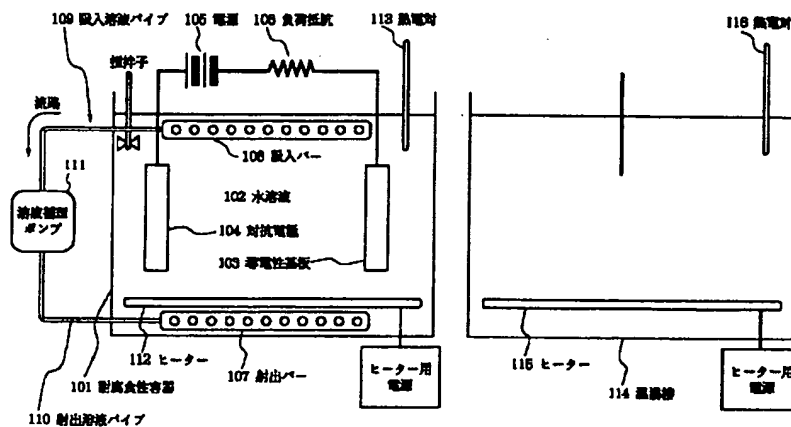 109 吸入溶液パイプ
105 電源
106 負荷抵抗
113 熱電対
116 熱電対
攪拌子
流路
111
溶液循環
ポンプ
108 吸入バー
102 水溶液
104 対抗電極
103 導電性基板
112 ヒーター
107 射出バー
101 耐腐食性容器
110 射出溶液パイプ
ヒーター用
電源
115 ヒーター
114 温湯槽
ヒーター用
電源